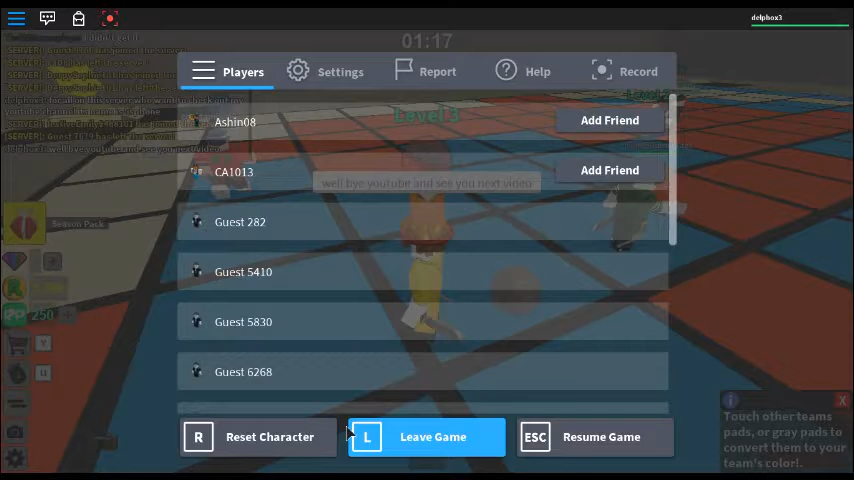 delphox3
01:17
Players
Settings
Report
Help
Record
Level 3
Ashin08
Add Friend
CA1013
Add Friend
well bye youtube and see you next video
Guest 282
Season Pack
Guest 5410
Guest 5830
250
Y
Guest 6268
U
R
Reset Character
L
Leave Game
ESC
Resume Game
i
X
Touch other teams
pads, or gray pads to
convert them to your
team's color!.